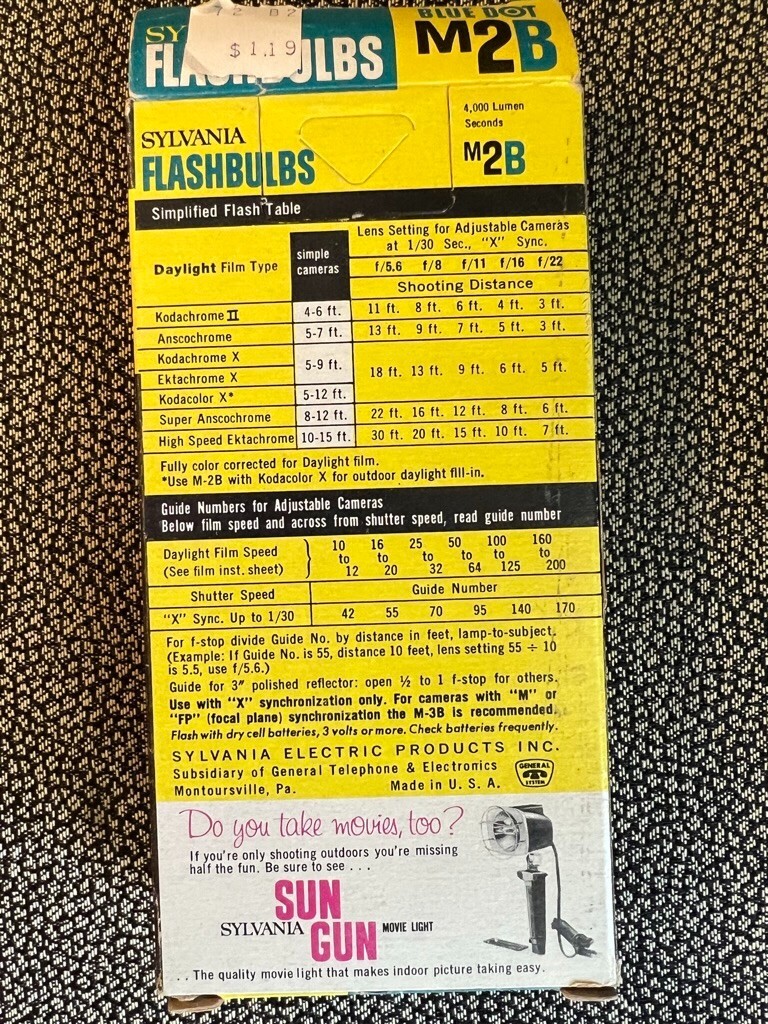 BLUE DOT
SY
$1.19
FL ULBS
M2B
4,000 Lumen
Seconds
SYLVANIA
FLASHBULBS
M2B
Simplified Flash Table
Daylight Film Type
simple
cameras
Lens Setting for Adjustable Cameras
at 1/30 Sec., "X" Sync.
f/5.6 f/8 f/11 f/16 f/22
Shooting Distance
Kodachrome II 4-6 ft. 11 ft. 8 ft. 6 ft. 4 ft. 3 ft.
Anscochrome 5-7 ft. 13 ft. 9 ft. 7 ft. 5 ft. 3 ft.
Kodachrome X
Ektachrome X
5-9 ft.
18 ft. 13 ft. 9 ft. 6 ft. 5 ft.
Kodacolor X* 5-12 ft.
Super Anscochrome 8-12 ft. 22 ft. 16 ft. 12 ft. 8 ft. 6 ft.
High Speed Ektachrome 10-15 ft. 30 ft. 20 ft. 15 ft. 10 ft. 7 ft.
Fully color corrected for Daylight film.
*Use M-2B with Kodacolor X for outdoor daylight fill-in.
Guide Numbers for Adjustable Cameras
Below film speed and across from shutter speed, read guide number
Daylight Film Speed
(See film inst. sheet)
10 16 25 50 100 160
to to to to to to
12 20 32 64 125 200
Shutter Speed Guide Number
"X" Sync. Up to 1/30 42 55 70 95 140 170
For f-stop divide Guide No. by distance in feet, lamp-to-subject.
(Example: If Guide No. is 55, distance 10 feet, lens setting 55 ÷ 10
is 5.5, use f/5.6.)
Guide for 3" polished reflector: open ½ to 1 f-stop for others.
Use with "X" synchronization only. For cameras with "M" or
"FP" (focal plane) synchronization the M-3B is recommended.
Flash with dry cell batteries, 3 volts or more. Check batteries frequently.
SYLVANIA ELECTRIC PRODUCTS INC.
Subsidiary of General Telephone & Electronics
Montoursville, Pa. Made in U. S. A.
GENERAL
SYSTEM
Do you take movies, too?
If you're only shooting outdoors you're missing
half the fun. Be sure to see . . .
SUN
SYLVANIA GUN MOVIE LIGHT
. . The quality movie light that makes indoor picture taking easy.